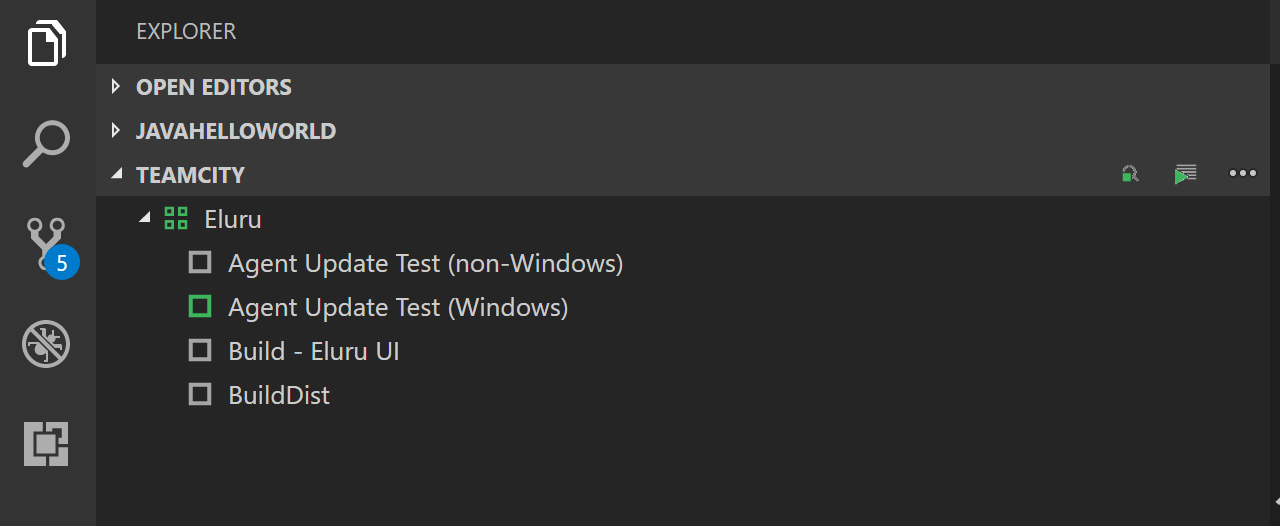 EXPLORER
OPEN EDITORS
JAVAHELLOWORLD
TEAMCITY
Eluru
Agent Update Test (non-Windows)
5
Agent Update Test (Windows)
Build - Eluru UI
BuildDist